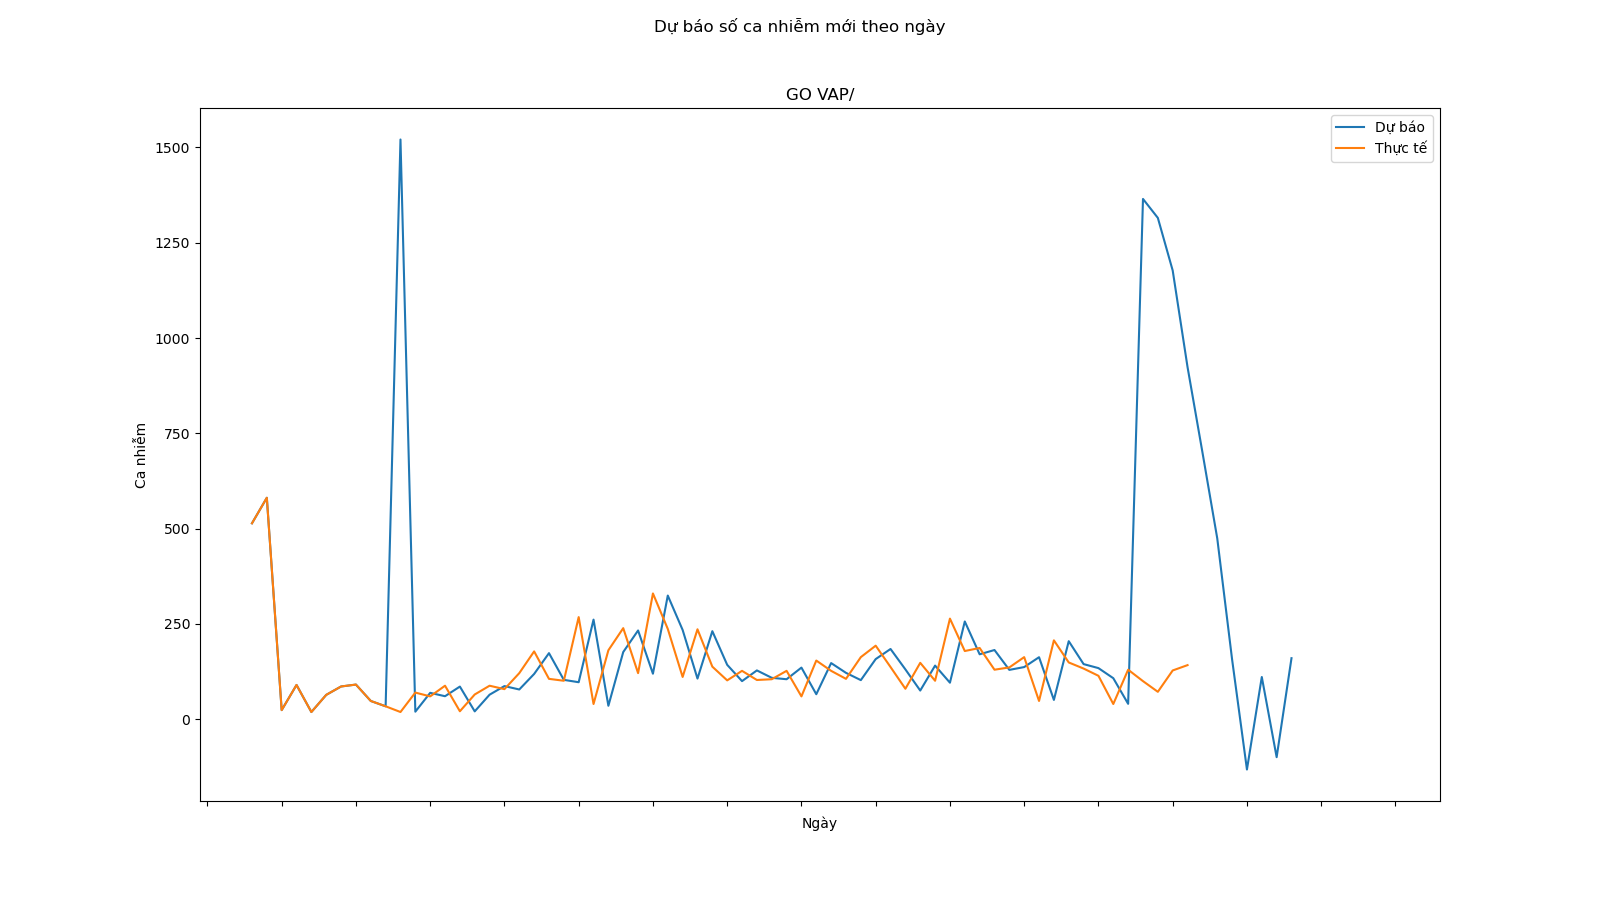 Dự báo số ca nhiễm mới theo ngày
GO VAP/
Dự báo
Thực tế
1500
1250
1000
750
500
250
0
Ca nhiễm
Ngày